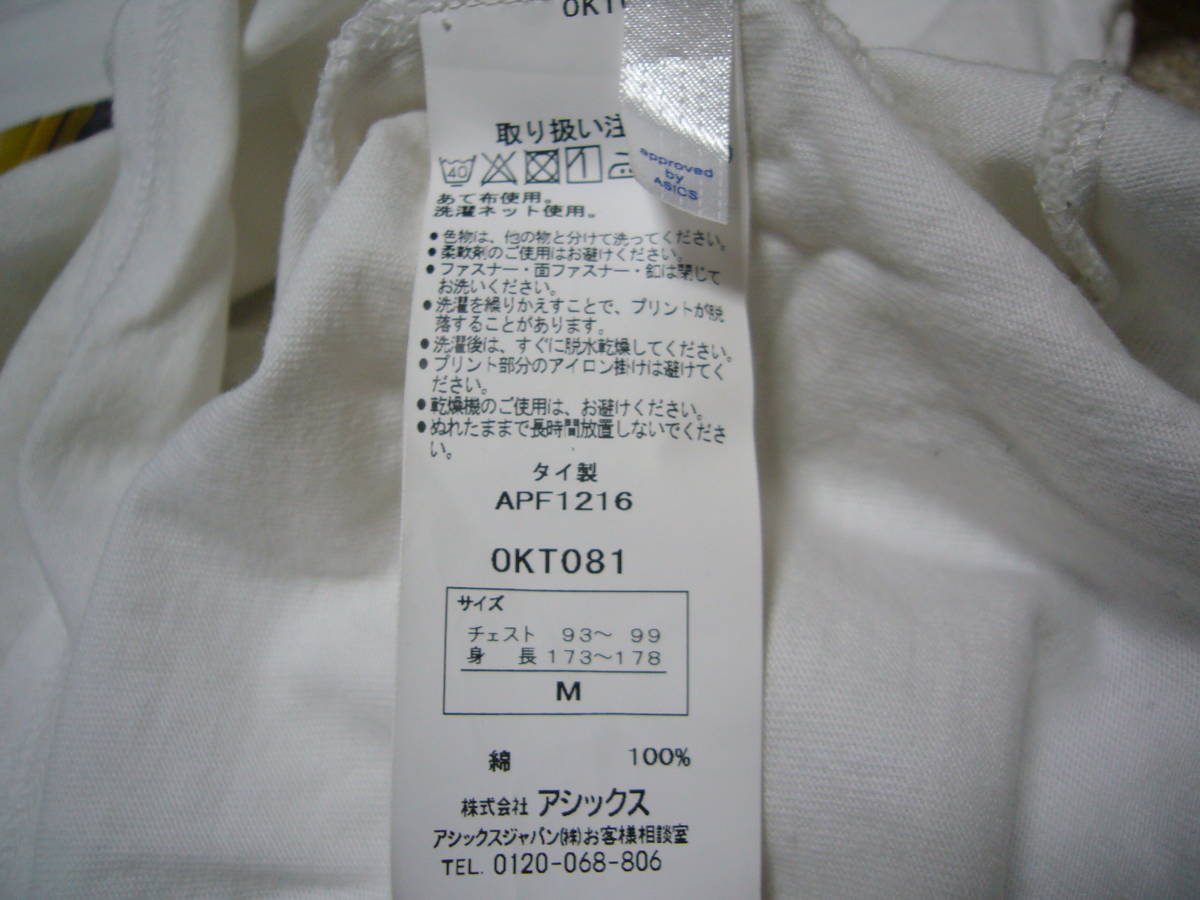 取り扱い注
40
approved
by
ASICS
あて布使用。
洗濯ネット使用。
●色物は、他の物と分けて洗ってください。
●柔軟剤のご使用はお避けください。
●ファスナー・面ファスナー・釦は閉じて
お洗いください。
●洗濯を繰りかえすことで、プリントが脱
落することがあります。
●洗濯後は、すぐに脱水乾燥してください。
●プリント部分のアイロン掛けは避けてく
ださい。
●乾燥機のご使用は、お避けください。
●ぬれたままで長時間放置しないでくださ
い。
タイ製
APF1216
0KT081
サイズ
チェスト 93～ 99
身 長 173～178
M
綿 100%
株式会社 アシックス
アシックスジャパン(株)お客様相談室
TEL. 0120-068-806